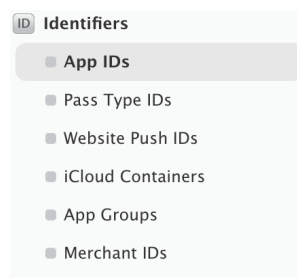 ID Identifiers
App IDs
Pass Type IDs
Website Push IDs
iCloud Containers
App Groups
Merchant IDs